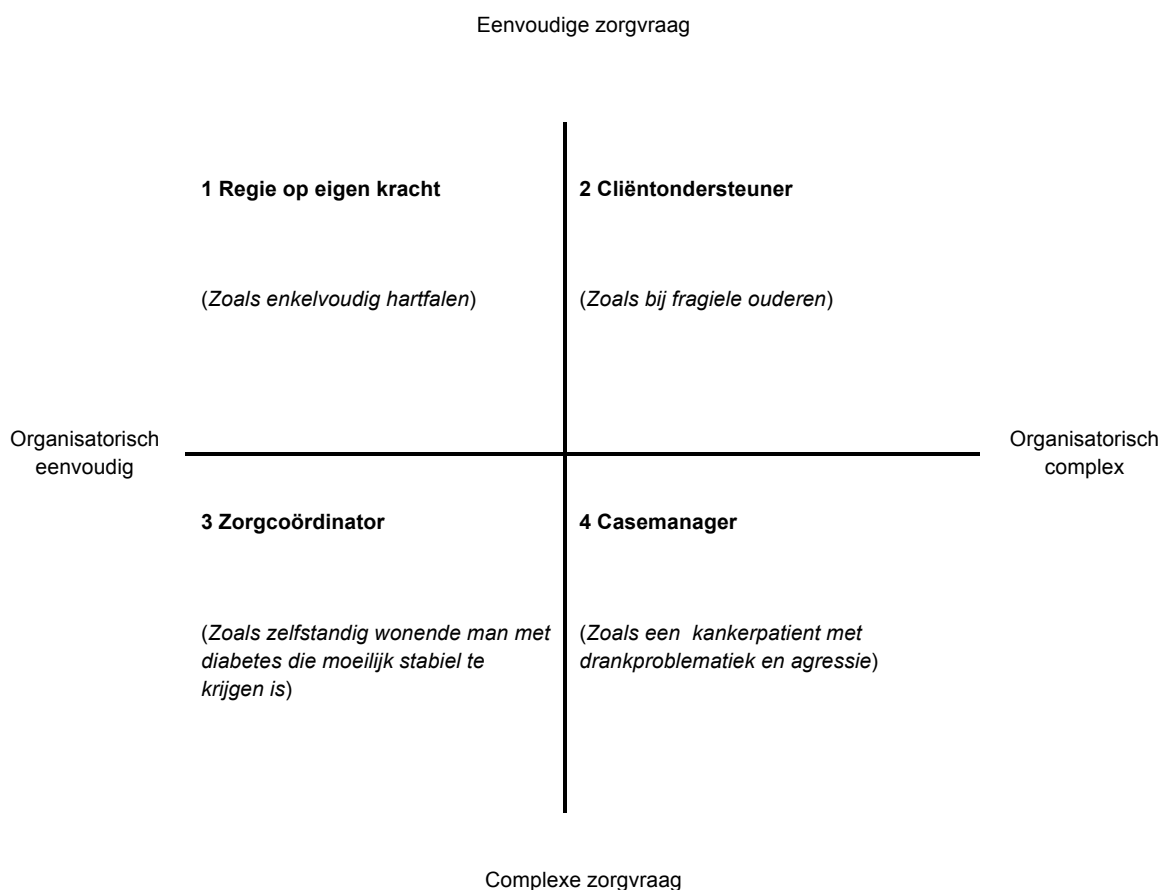 Eenvoudige zorgvraag
1 Regie op eigen kracht
2 Cliëntondersteuner
(Zoals enkelvoudig hartfalen)
(Zoals bij fragiele ouderen)
Organisatorisch
eenvoudig
Organisatorisch
complex
3 Zorgcoördinator
4 Casemanager
(Zoals zelfstandig wonende man met
diabetes die moeilijk stabiel te
krijgen is)
(Zoals een  kankerpatient met
drankproblematiek en agressie)
Complexe zorgvraag